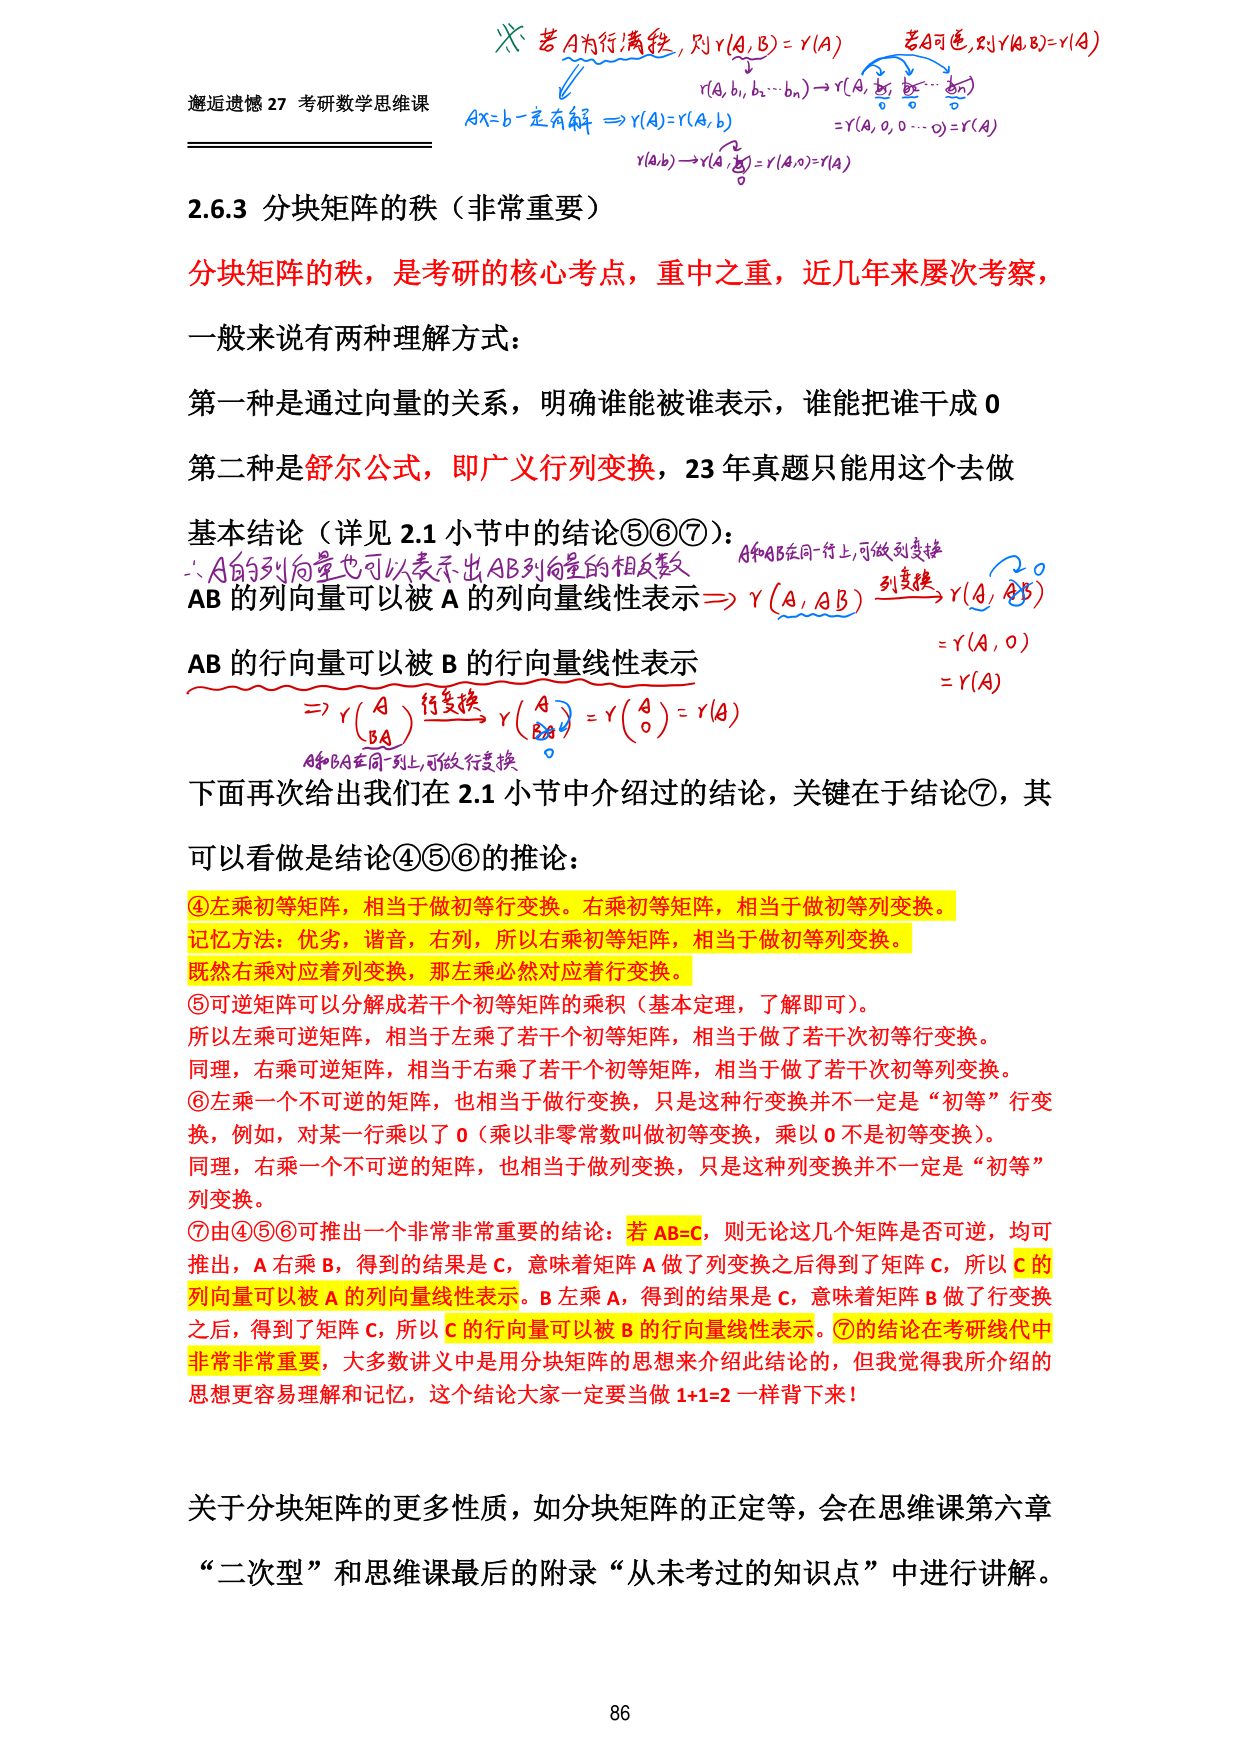 ※ 若A为行满秩，则r(A,B)=r(A)
若A可逆,则r(A,B)=r(A)
r(A,b₁,b₂…bₙ)→r(A,b₁,b₂…bₙ)
0 0 0
邂逅遗憾 27 考研数学思维课
Ax=b一定有解 ⇒r(A)=r(A,b)
=r(A,0,0…0)=r(A)
r(A,b)→r(A,b)=r(A,0)=r(A)
0
2.6.3 分块矩阵的秩（非常重要）
分块矩阵的秩，是考研的核心考点，重中之重，近几年来屡次考察，
一般来说有两种理解方式：
第一种是通过向量的关系，明确谁能被谁表示，谁能把谁干成 0
第二种是舒尔公式，即广义行列变换，23 年真题只能用这个去做
基本结论（详见 2.1 小节中的结论⑤⑥⑦）：
A和AB在同一行上,可做列变换
∴A的列向量也可以表示出AB列向量的相反数
AB 的列向量可以被 A 的列向量线性表示⇒ r(A,AB) 列变换→ r(A,AB)
0
=r(A,0)
AB 的行向量可以被 B 的行向量线性表示
=r(A)
⇒ r(A BA) 行变换→ r(A BA) = r(A 0) = r(A)
0
A和BA在同一列上,可做行变换
下面再次给出我们在 2.1 小节中介绍过的结论，关键在于结论⑦，其
可以看做是结论④⑤⑥的推论：
④左乘初等矩阵，相当于做初等行变换。右乘初等矩阵，相当于做初等列变换。
记忆方法：优劣，谐音，右列，所以右乘初等矩阵，相当于做初等列变换。
既然右乘对应着列变换，那左乘必然对应着行变换。
⑤可逆矩阵可以分解成若干个初等矩阵的乘积（基本定理，了解即可）。
所以左乘可逆矩阵，相当于左乘了若干个初等矩阵，相当于做了若干次初等行变换。
同理，右乘可逆矩阵，相当于右乘了若干个初等矩阵，相当于做了若干次初等列变换。
⑥左乘一个不可逆的矩阵，也相当于做行变换，只是这种行变换并不一定是“初等”行变
换，例如，对某一行乘以了 0（乘以非零常数叫做初等变换，乘以 0 不是初等变换）。
同理，右乘一个不可逆的矩阵，也相当于做列变换，只是这种列变换并不一定是“初等”
列变换。
⑦由④⑤⑥可推出一个非常非常重要的结论：若 AB=C，则无论这几个矩阵是否可逆，均可
推出，A 右乘 B，得到的结果是 C，意味着矩阵 A 做了列变换之后得到了矩阵 C，所以 C 的
列向量可以被 A 的列向量线性表示。B 左乘 A，得到的结果是 C，意味着矩阵 B 做了行变换
之后，得到了矩阵 C，所以 C 的行向量可以被 B 的行向量线性表示。⑦的结论在考研线代中
非常非常重要，大多数讲义中是用分块矩阵的思想来介绍此结论的，但我觉得我所介绍的
思想更容易理解和记忆，这个结论大家一定要当做 1+1=2 一样背下来！
关于分块矩阵的更多性质，如分块矩阵的正定等，会在思维课第六章
“二次型”和思维课最后的附录“从未考过的知识点”中进行讲解。
86